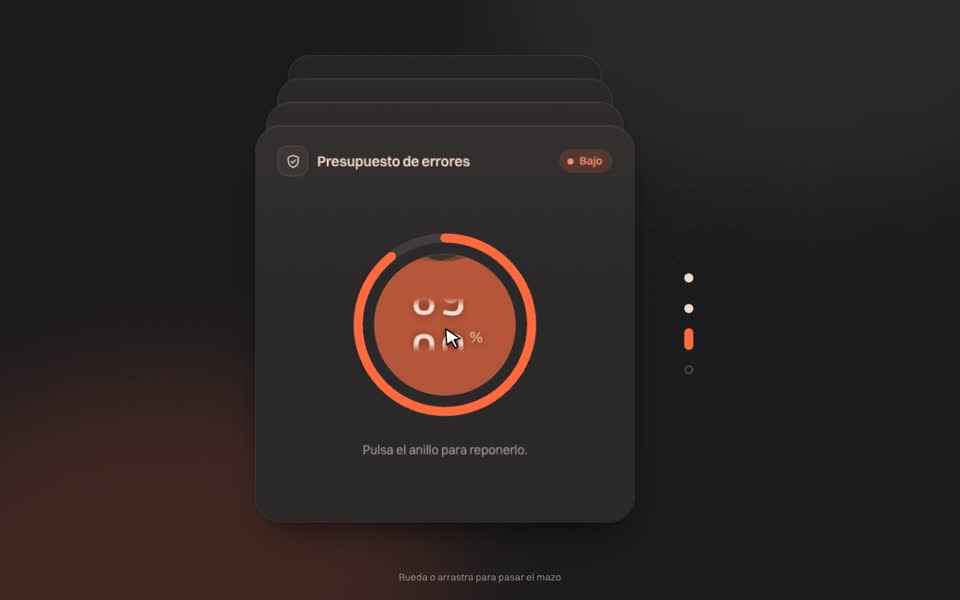 Presupuesto de errores
Bajo
%
Pulsa el anillo para reponerlo.
Rueda o arrastra para pasar el mazo